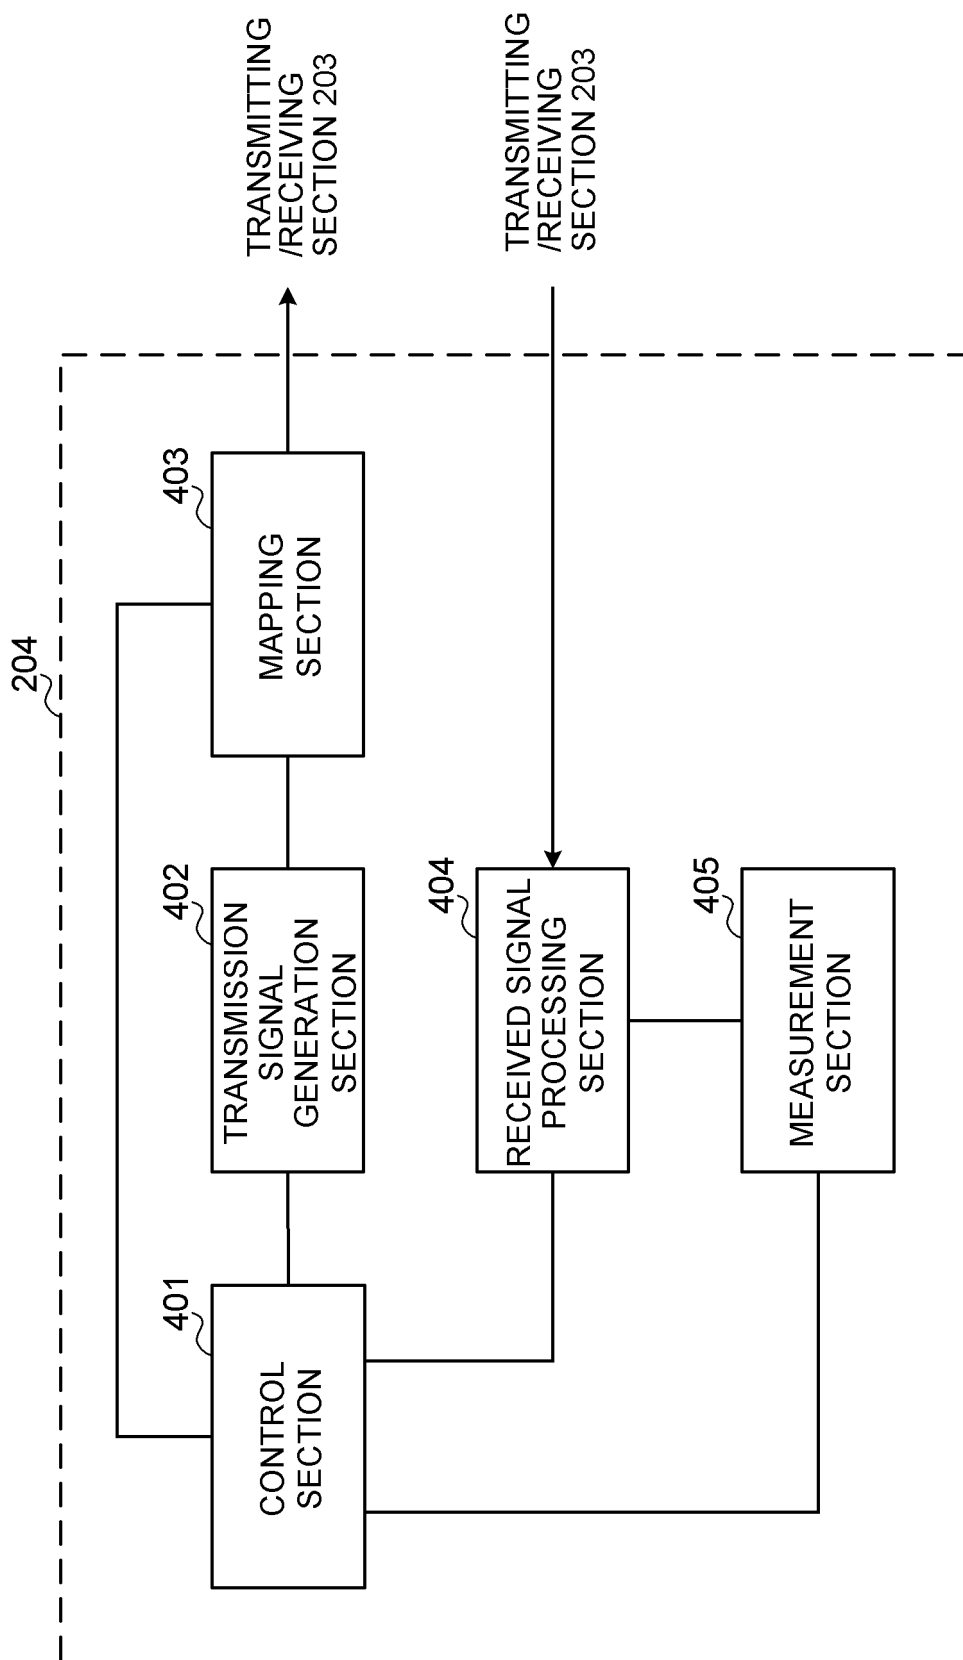 204
401
CONTROL
SECTION
402
TRANSMISSION
SIGNAL
GENERATION
SECTION
403
MAPPING
SECTION
TRANSMITTING
/RECEIVING
SECTION 203
404
RECEIVED SIGNAL
PROCESSING
SECTION
TRANSMITTING
/RECEIVING
SECTION 203
405
MEASUREMENT
SECTION